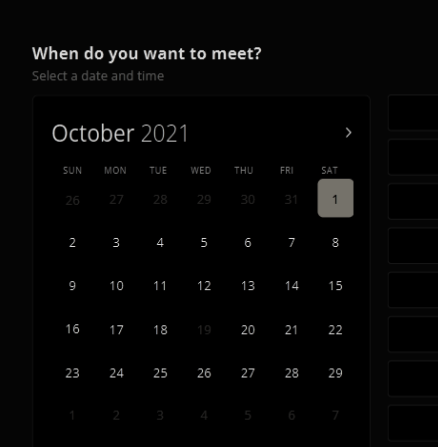 When do you want to meet?
Select a date and time
October 2021 >
SUN MON TUE WED THU FRI SAT
26 27 28 29 30 31 1
2 3 4 5 6 7 8
9 10 11 12 13 14 15
16 17 18 19 20 21 22
23 24 25 26 27 28 29
1 2 3 4 5 6 7